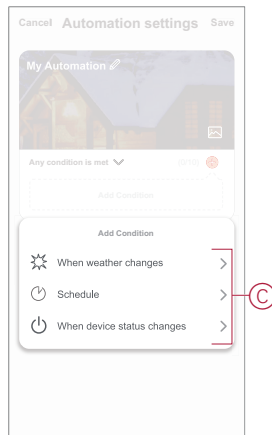 Cancel Automation settings Save
My Automation
Any condition is met
Add Condition
Add Condition
When weather changes
Schedule
When device status changes
C